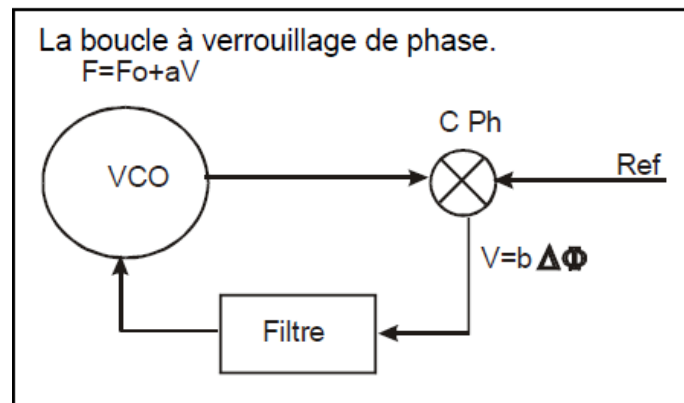 La boucle à verrouillage de phase.
F=Fo+aV
C Ph
VCO
Ref
V=b ΔΦ
Filtre